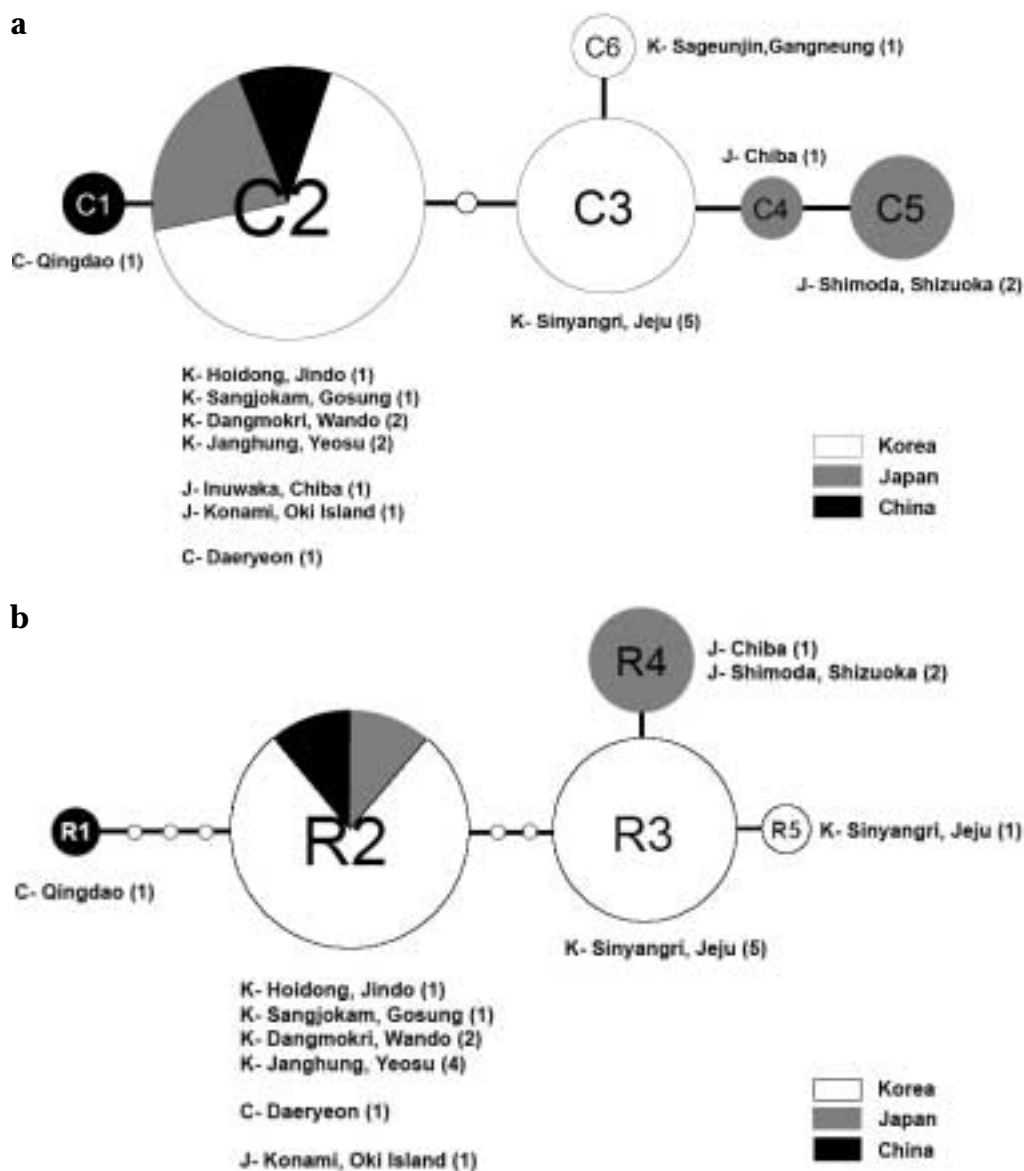 a
C6
K- Sageunjin,Gangneung (1)
J- Chiba (1)
C1
C2
C3
C4
C5
C- Qingdao (1)
J- Shimoda, Shizuoka (2)
K- Sinyangri, Jeju (5)
K- Hoidong, Jindo (1)
K- Sangjokam, Gosung (1)
K- Dangmokri, Wando (2)
K- Janghung, Yeosu (2)
J- Inuwaka, Chiba (1)
J- Konami, Oki Island (1)
C- Daeryeon (1)
Korea
Japan
China
b
R4
J- Chiba (1)
J- Shimoda, Shizuoka (2)
R1
R2
R3
R5
K- Sinyangri, Jeju (1)
C- Qingdao (1)
K- Sinyangri, Jeju (5)
K- Hoidong, Jindo (1)
K- Sangjokam, Gosung (1)
K- Dangmokri, Wando (2)
K- Janghung, Yeosu (4)
C- Daeryeon (1)
J- Konami, Oki Island (1)
Korea
Japan
China